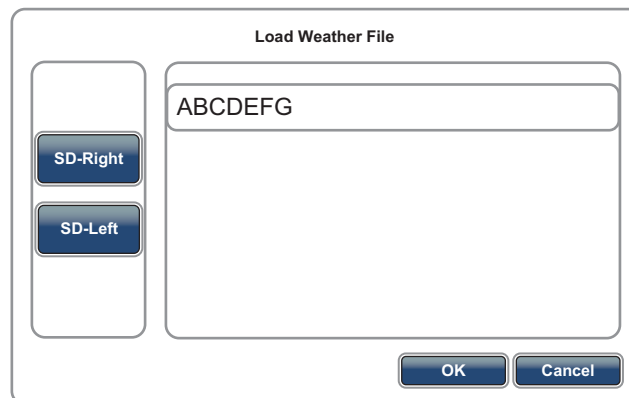 Load Weather File
ABCDEFG
SD-Right
SD-Left
OK
Cancel